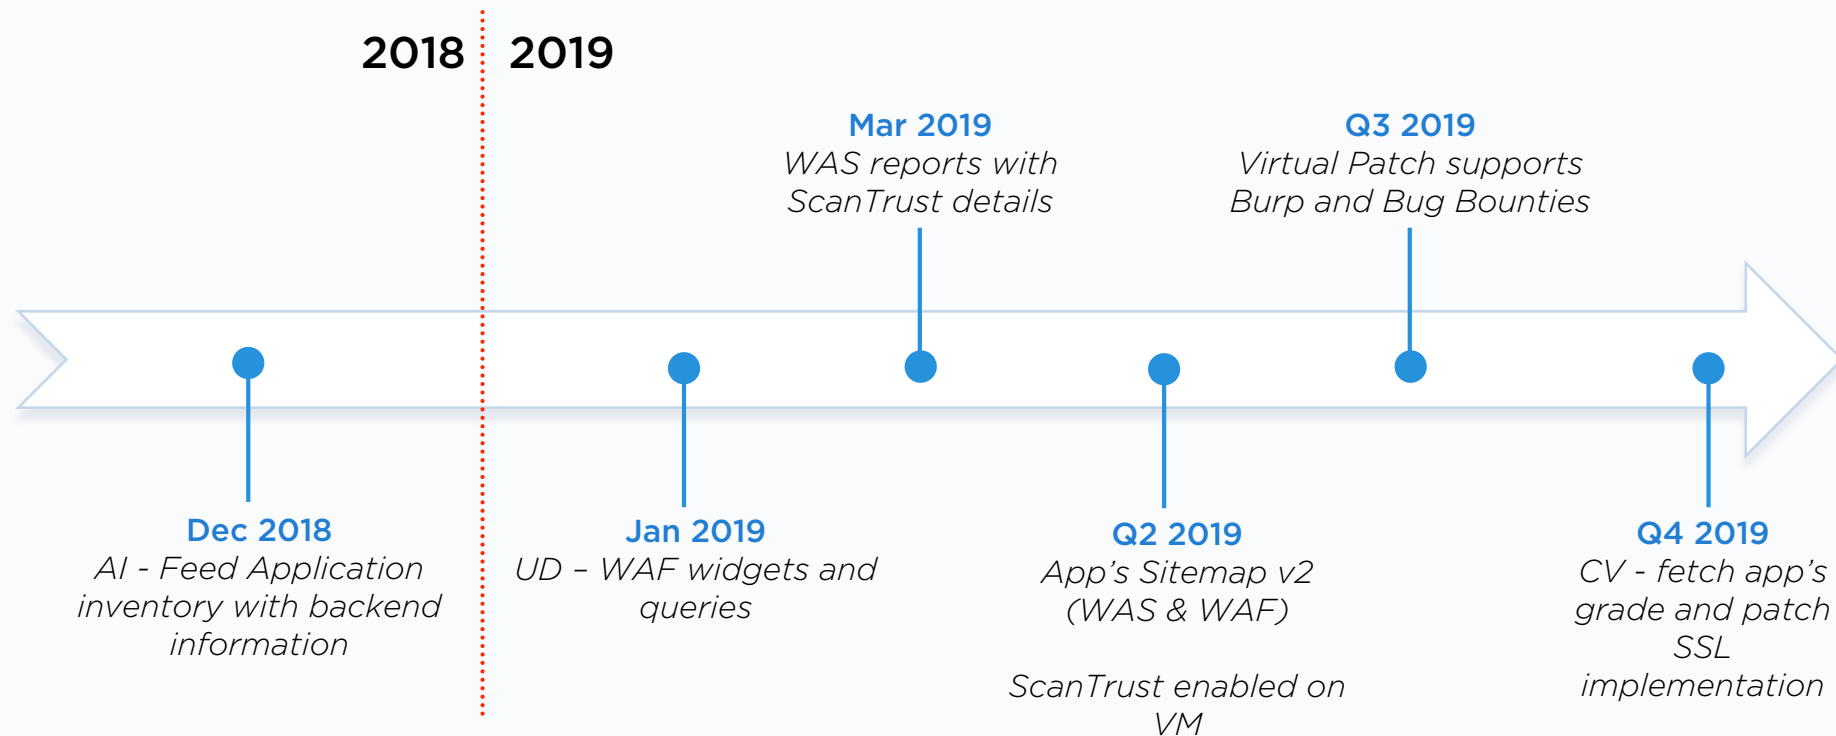 2018
2019
Mar 2019
WAS reports with
ScanTrust details
Q3 2019
Virtual Patch supports
Burp and Bug Bounties
Dec 2018
AI - Feed Application
inventory with backend
information
Jan 2019
UD – WAF widgets and
queries
Q2 2019
App’s Sitemap v2
(WAS & WAF)
ScanTrust enabled on
VM
Q4 2019
CV - fetch app’s
grade and patch
SSL
implementation